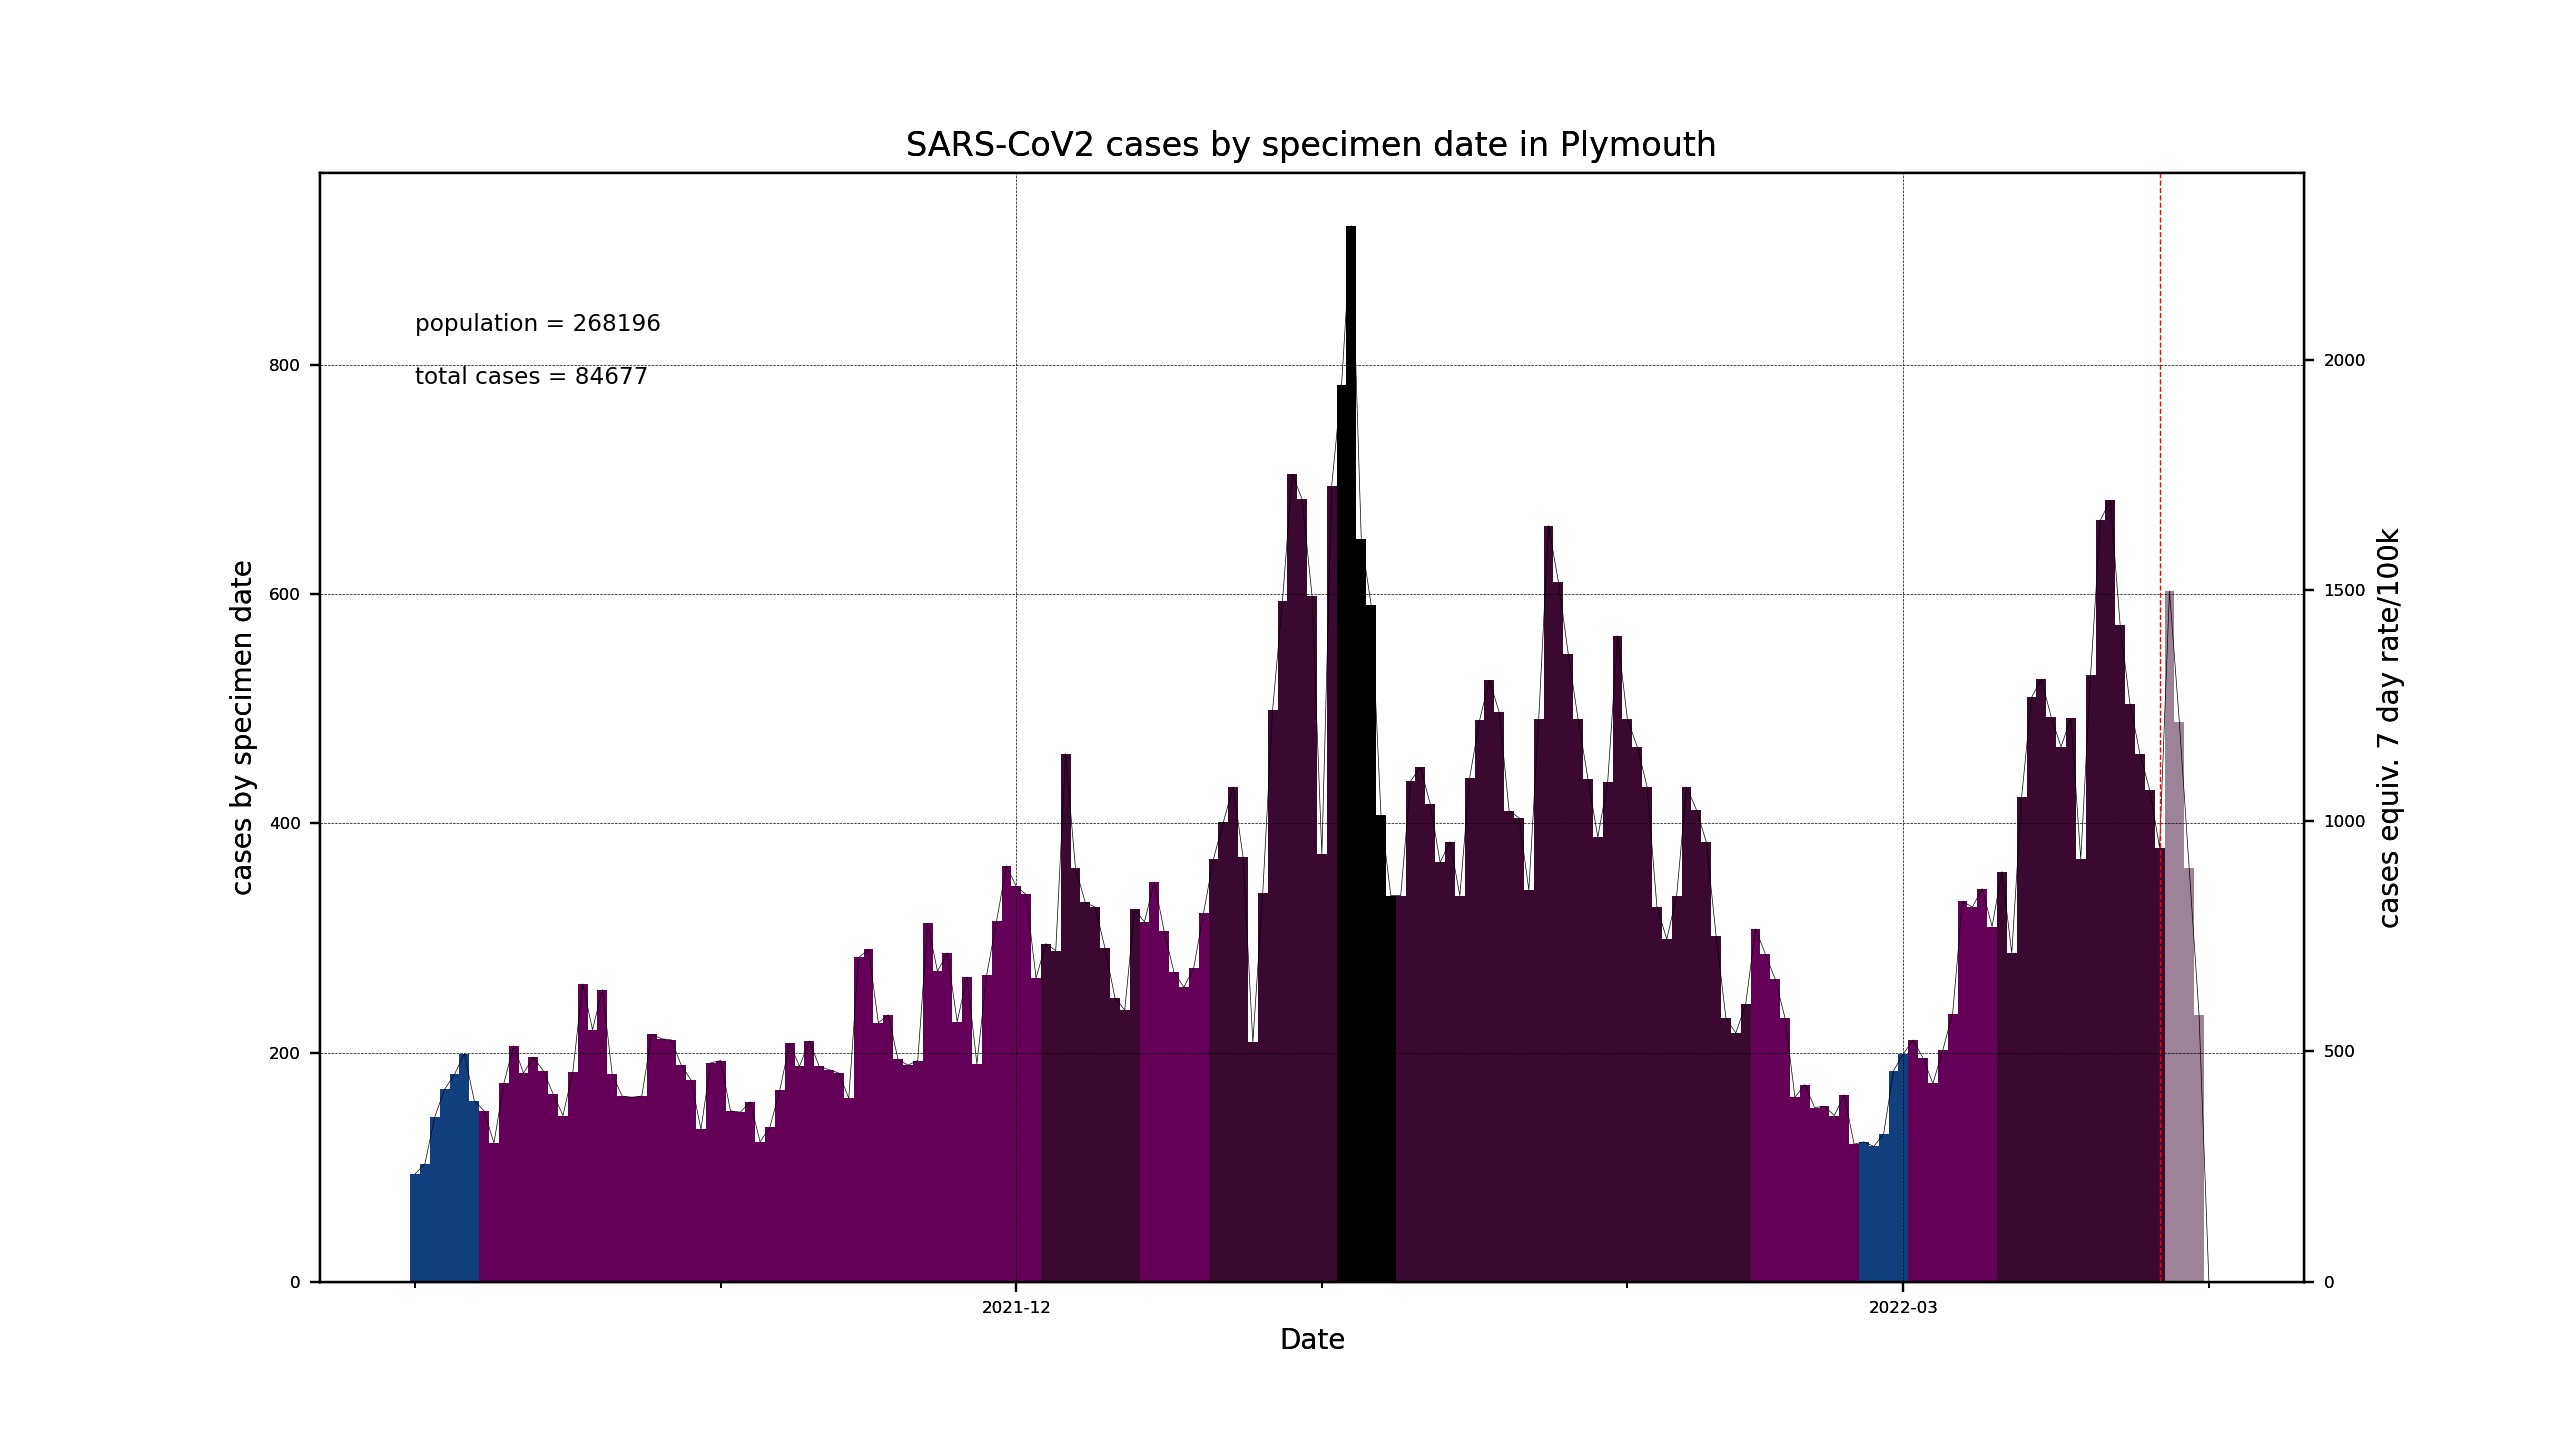 SARS-CoV2 cases by specimen date in Plymouth
population = 268196
total cases = 84677
cases by specimen date
800
600
400
200
0
2000
1500
1000
500
0
cases equiv. 7 day rate/100k
2021-12
2022-03
Date